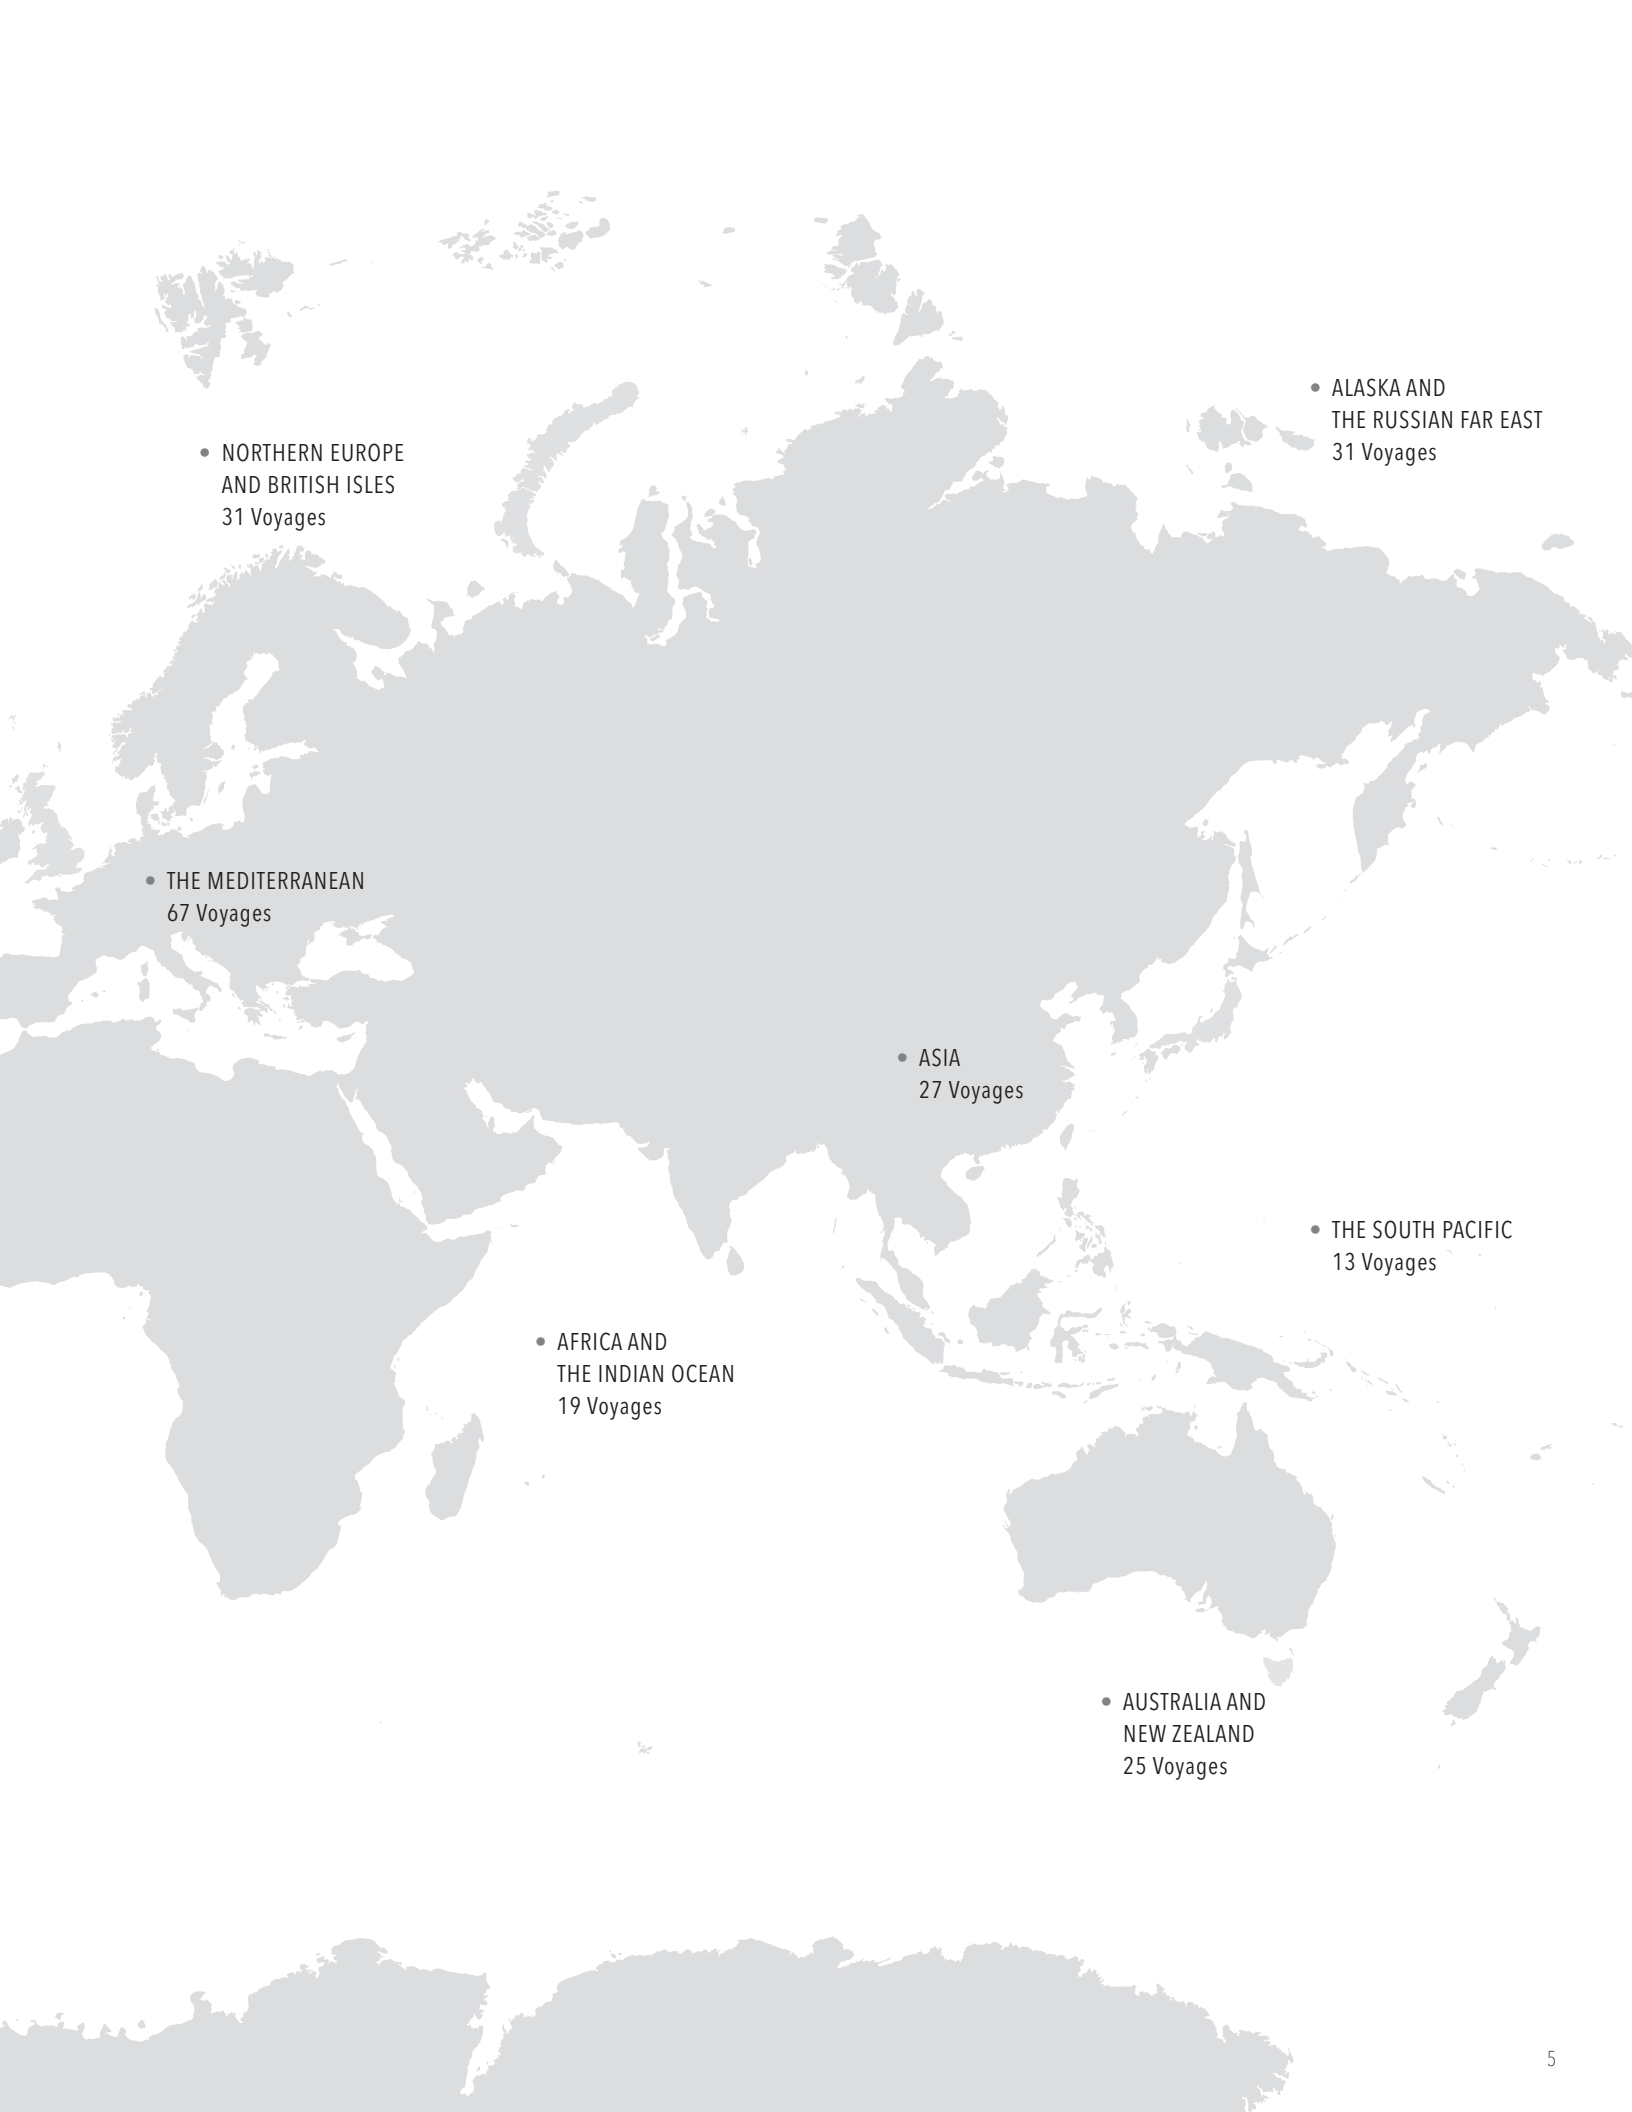 ALASKA AND
THE RUSSIAN FAR EAST
31 Voyages
NORTHERN EUROPE
AND BRITISH ISLES
31 Voyages
THE MEDITERRANEAN
67 Voyages
ASIA
27 Voyages
THE SOUTH PACIFIC
13 Voyages
AFRICA AND
THE INDIAN OCEAN
19 Voyages
AUSTRALIA AND
NEW ZEALAND
25 Voyages
5